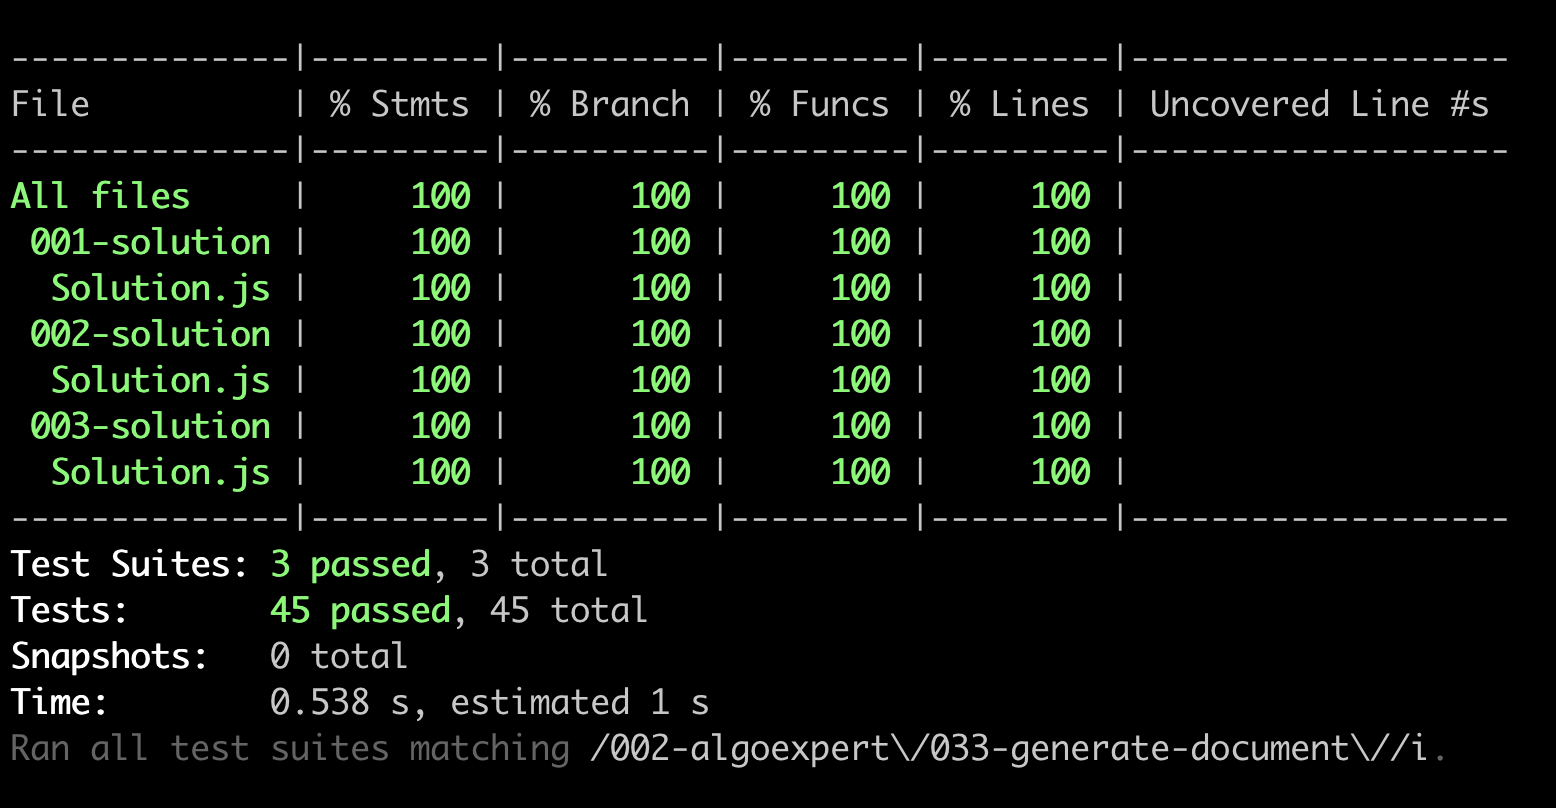 --------------|---------|----------|---------|---------|-------------------
File          | % Stmts | % Branch | % Funcs | % Lines | Uncovered Line #s
--------------|---------|----------|---------|---------|-------------------
All files     |     100 |      100 |     100 |     100 |
 001-solution |     100 |      100 |     100 |     100 |
  Solution.js |     100 |      100 |     100 |     100 |
 002-solution |     100 |      100 |     100 |     100 |
  Solution.js |     100 |      100 |     100 |     100 |
 003-solution |     100 |      100 |     100 |     100 |
  Solution.js |     100 |      100 |     100 |     100 |
--------------|---------|----------|---------|---------|-------------------
Test Suites: 3 passed, 3 total
Tests:       45 passed, 45 total
Snapshots:   0 total
Time:        0.538 s, estimated 1 s
Ran all test suites matching /002-algoexpert\/033-generate-document\//i.